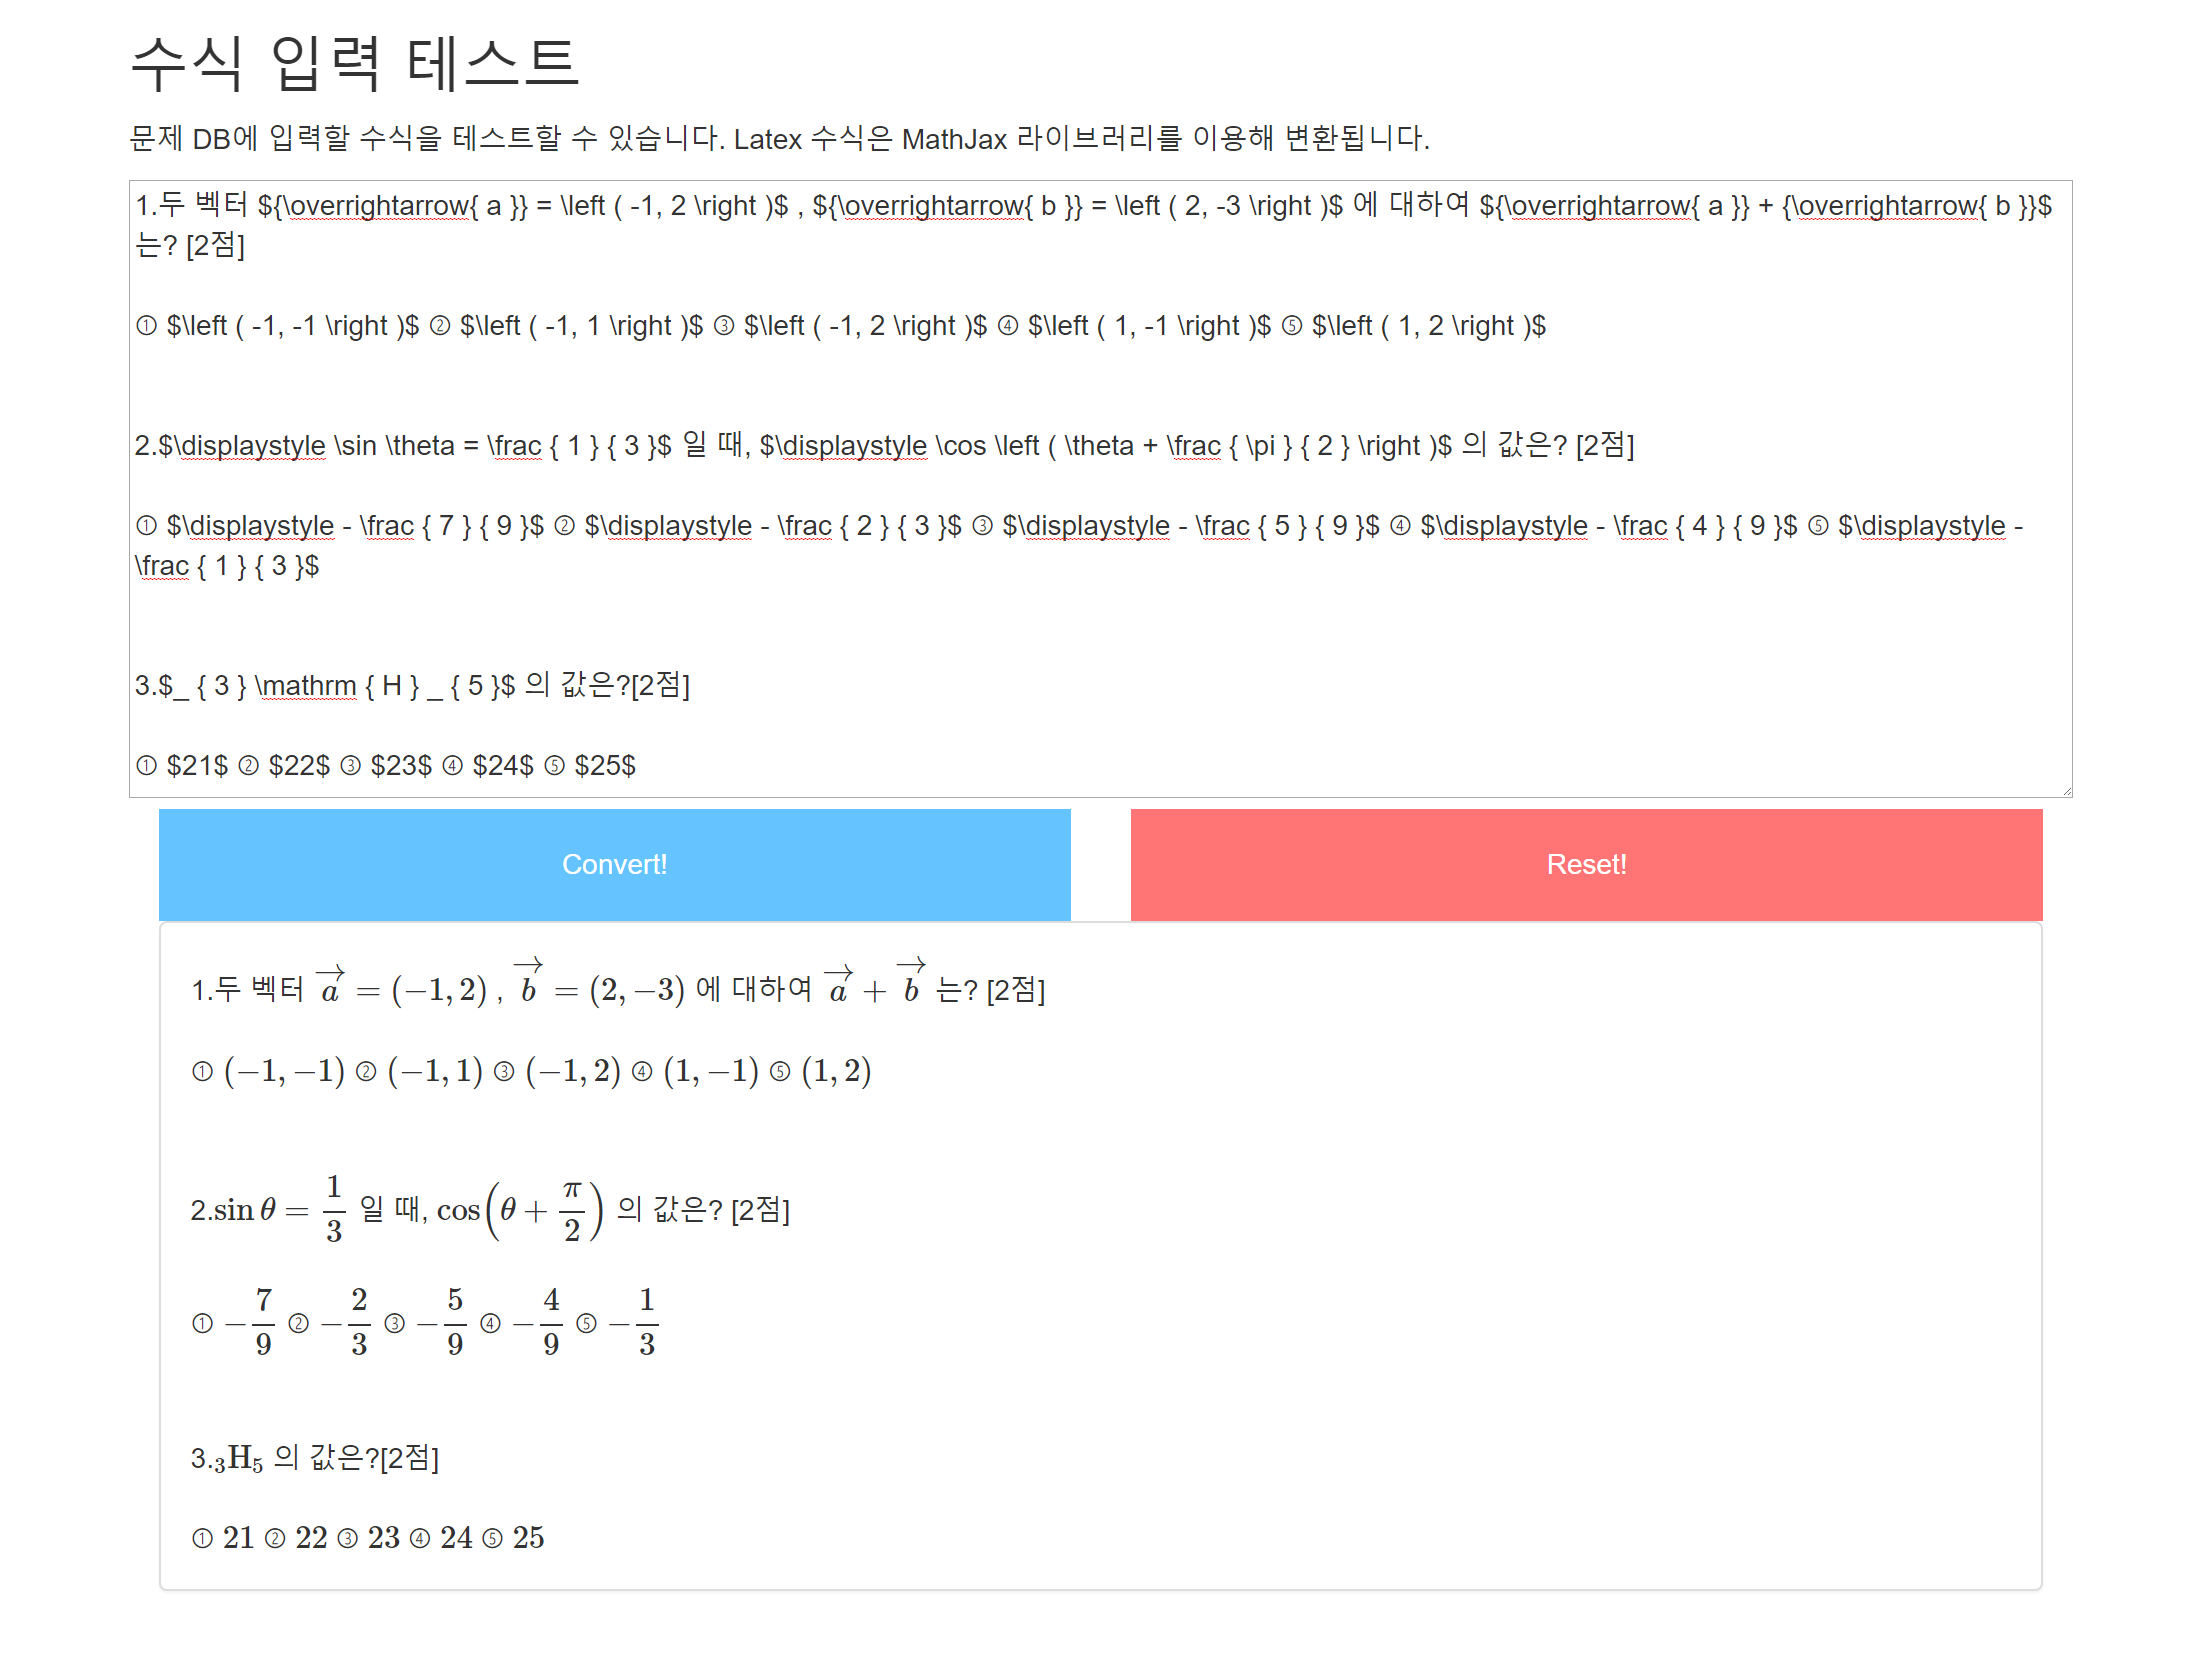 수식 입력 테스트
문제 DB에 입력할 수식을 테스트할 수 있습니다. Latex 수식은 MathJax 라이브러리를 이용해 변환됩니다.
1.두 벡터 ${\overrightarrow{ a }} = \left ( -1, 2 \right )$ , ${\overrightarrow{ b }} = \left ( 2, -3 \right )$ 에 대하여 ${\overrightarrow{ a }} + {\overrightarrow{ b }}$
는? [2점]
① $\left ( -1, -1 \right )$ ② $\left ( -1, 1 \right )$ ③ $\left ( -1, 2 \right )$ ④ $\left ( 1, -1 \right )$ ⑤ $\left ( 1, 2 \right )$
2.$\displaystyle \sin \theta = \frac { 1 } { 3 }$ 일 때, $\displaystyle \cos \left ( \theta + \frac { \pi } { 2 } \right )$ 의 값은? [2점]
① $\displaystyle - \frac { 7 } { 9 }$ ② $\displaystyle - \frac { 2 } { 3 }$ ③ $\displaystyle - \frac { 5 } { 9 }$ ④ $\displaystyle - \frac { 4 } { 9 }$ ⑤ $\displaystyle -
\frac { 1 } { 3 }$
3.$_ { 3 } \mathrm { H } _ { 5 }$ 의 값은?[2점]
① $21$ ② $22$ ③ $23$ ④ $24$ ⑤ $25$
Convert! Reset!
1.두 벡터 $\overrightarrow{a} = (-1, 2)$ , $\overrightarrow{b} = (2, -3)$ 에 대하여 $\overrightarrow{a} + \overrightarrow{b}$ 는? [2점]
① (−1, −1) ② (−1, 1) ③ (−1, 2) ④ (1, −1) ⑤ (1, 2)
2.$\sin \theta = \frac{1}{3}$ 일 때, $\cos\left(\theta + \frac{\pi}{2}\right)$ 의 값은? [2점]
① $-\frac{7}{9}$ ② $-\frac{2}{3}$ ③ $-\frac{5}{9}$ ④ $-\frac{4}{9}$ ⑤ $-\frac{1}{3}$
3.₃H₅ 의 값은?[2점]
① 21 ② 22 ③ 23 ④ 24 ⑤ 25